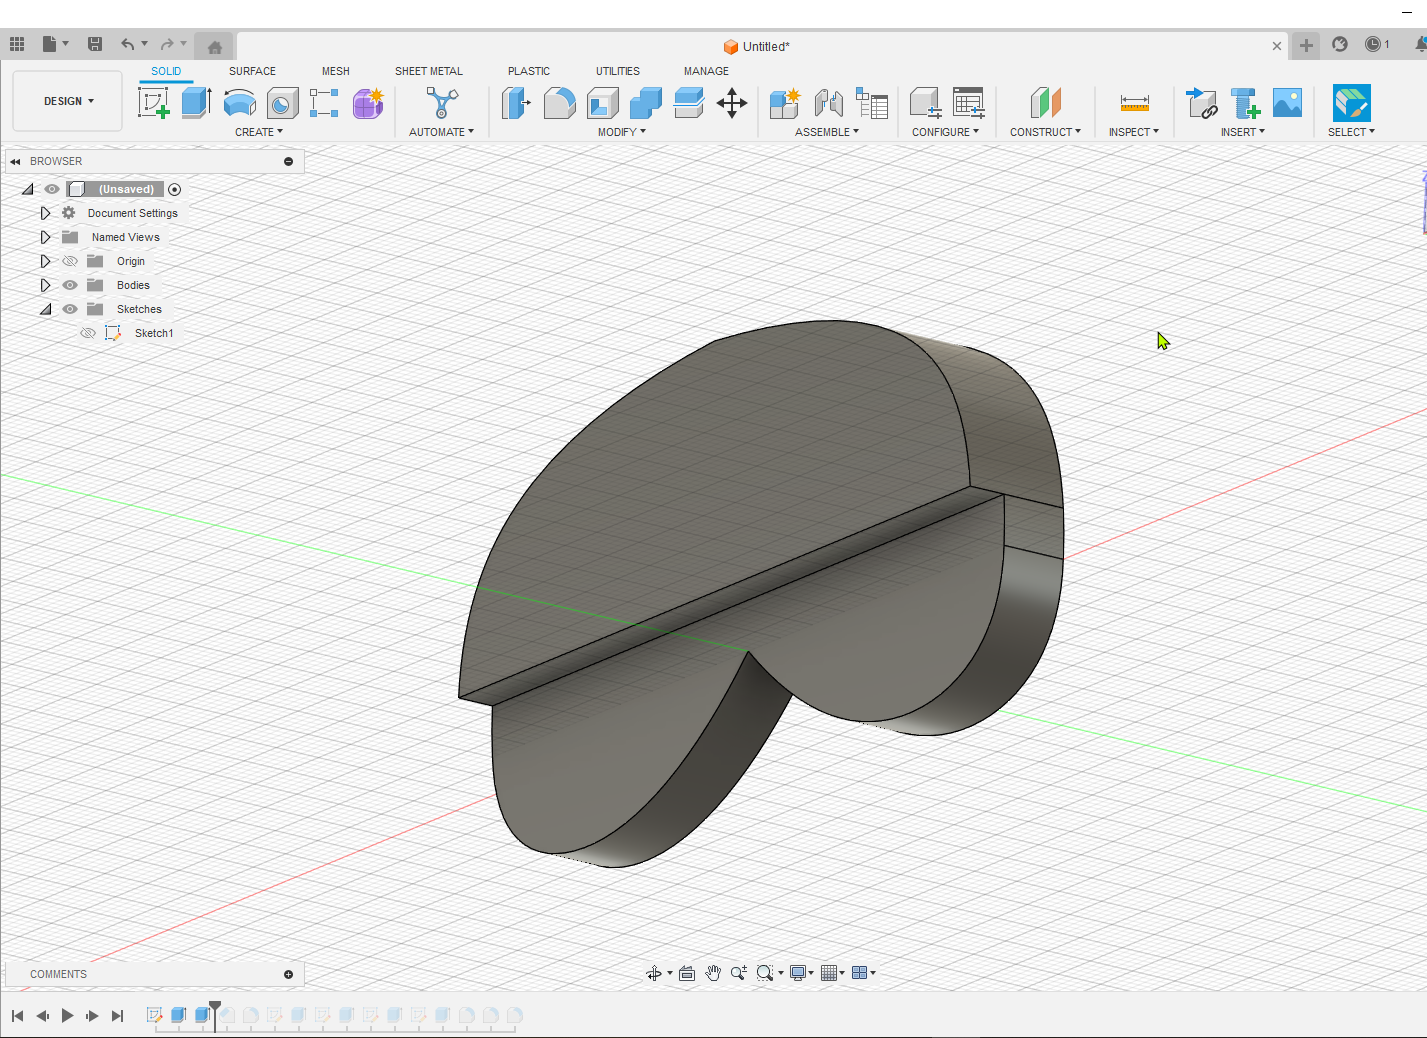 Untitled*
1
SOLID SURFACE MESH SHEET METAL PLASTIC UTILITIES MANAGE
DESIGN
CREATE AUTOMATE MODIFY ASSEMBLE CONFIGURE CONSTRUCT INSPECT INSERT SELECT
BROWSER
(Unsaved)
Document Settings
Named Views
Origin
Bodies
Sketches
Sketch1
COMMENTS